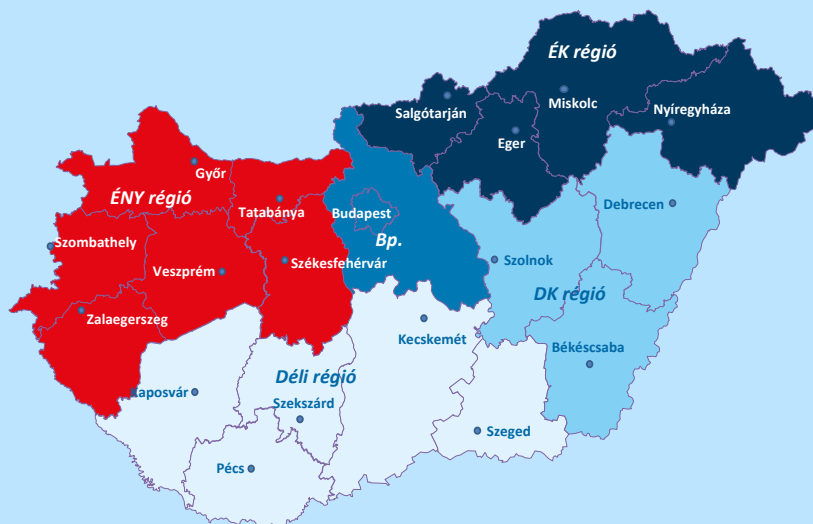 ÉK régió
Miskolc
Salgótarján
Nyíregyháza
Eger
Győr
ÉNY régió
Tatabánya
Debrecen
Budapest
Bp.
Szombathely
Székesfehérvár
Szolnok
Veszprém
DK régió
Zalaegerszeg
Kecskemét
Békéscsaba
Déli régió
Kaposvár
Szekszárd
Szeged
Pécs